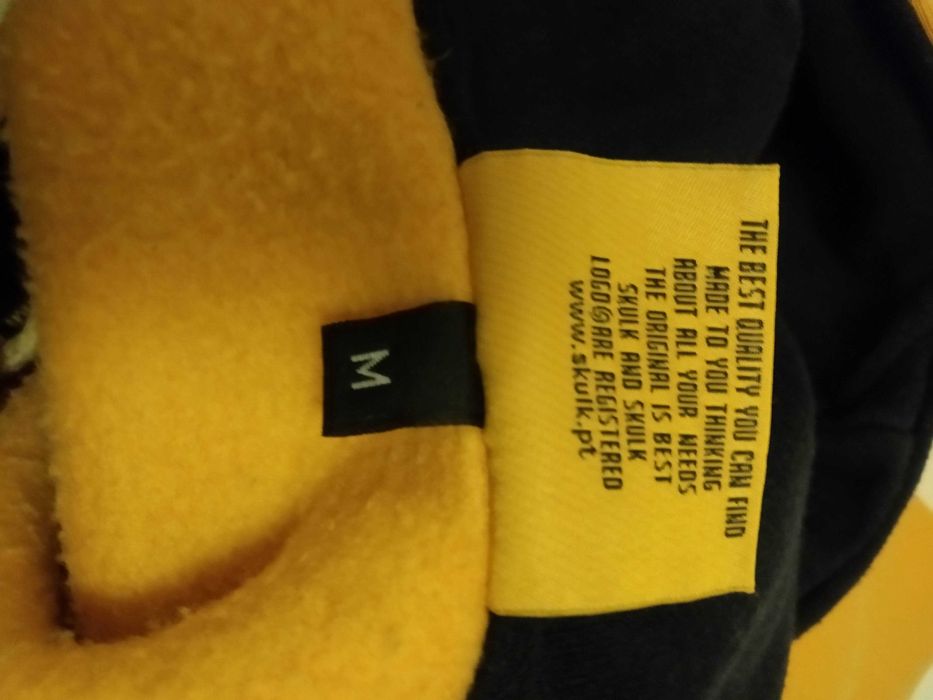 THE BEST QUALITY YOU CAN FIND
MADE TO YOU THINKING
ABOUT ALL YOUR NEEDS
THE ORIGINAL IS BEST
SKULK AND SKULK
LOGO@ARE REGISTERED
www.skulk.pt
M